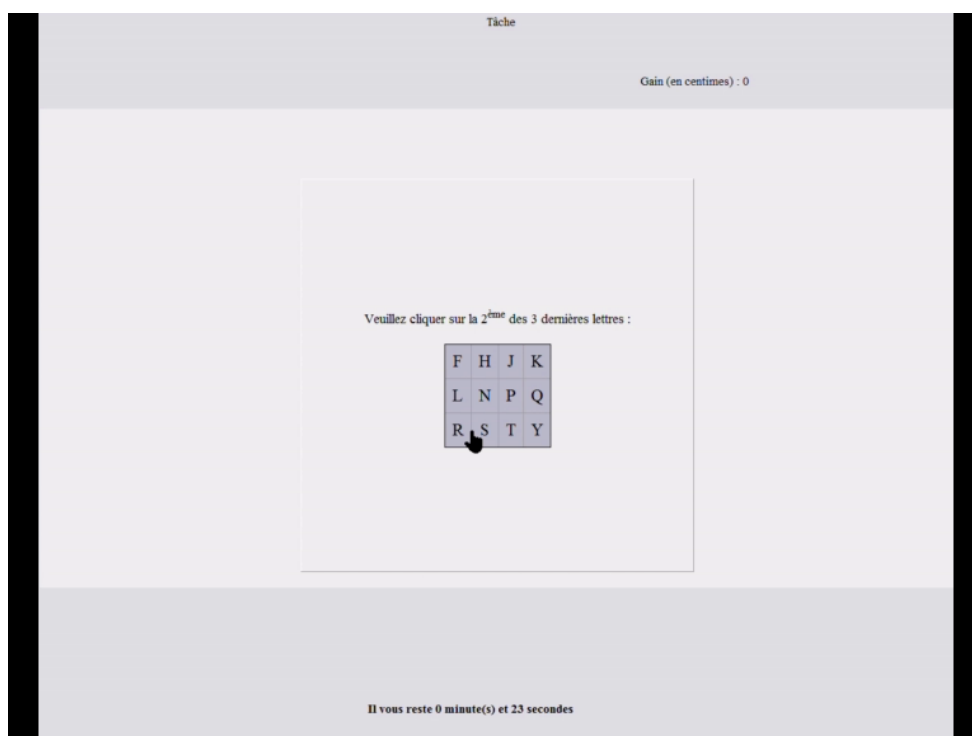 Tâche
Gain (en centimes) : 0
Veuillez cliquer sur la 2ème des 3 dernières lettres :
F H J K
L N P Q
R S T Y
Il vous reste 0 minute(s) et 23 secondes